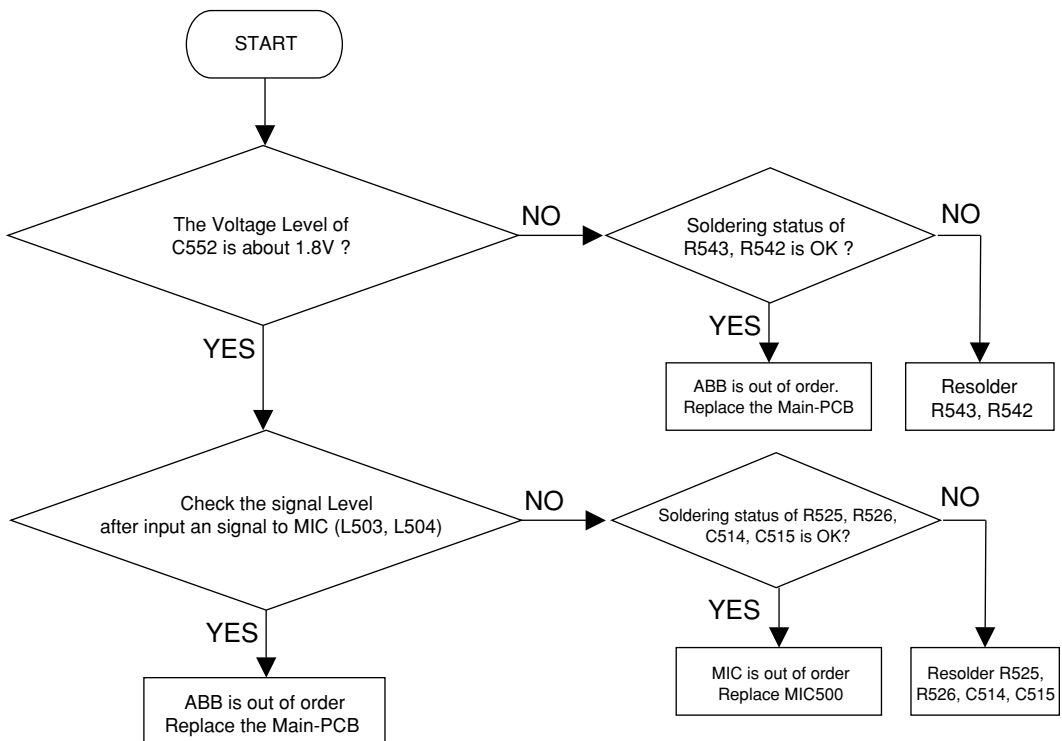 START
The Voltage Level of
C552 is about 1.8V ?
NO
Soldering status of
R543, R542 is OK ?
NO
YES
YES
ABB is out of order.
Replace the Main-PCB
Resolder
R543, R542
Check the signal Level
after input an signal to MIC (L503, L504)
NO
Soldering status of R525, R526,
C514, C515 is OK?
NO
YES
YES
ABB is out of order
Replace the Main-PCB
MIC is out of order
Replace MIC500
Resolder R525,
R526, C514, C515